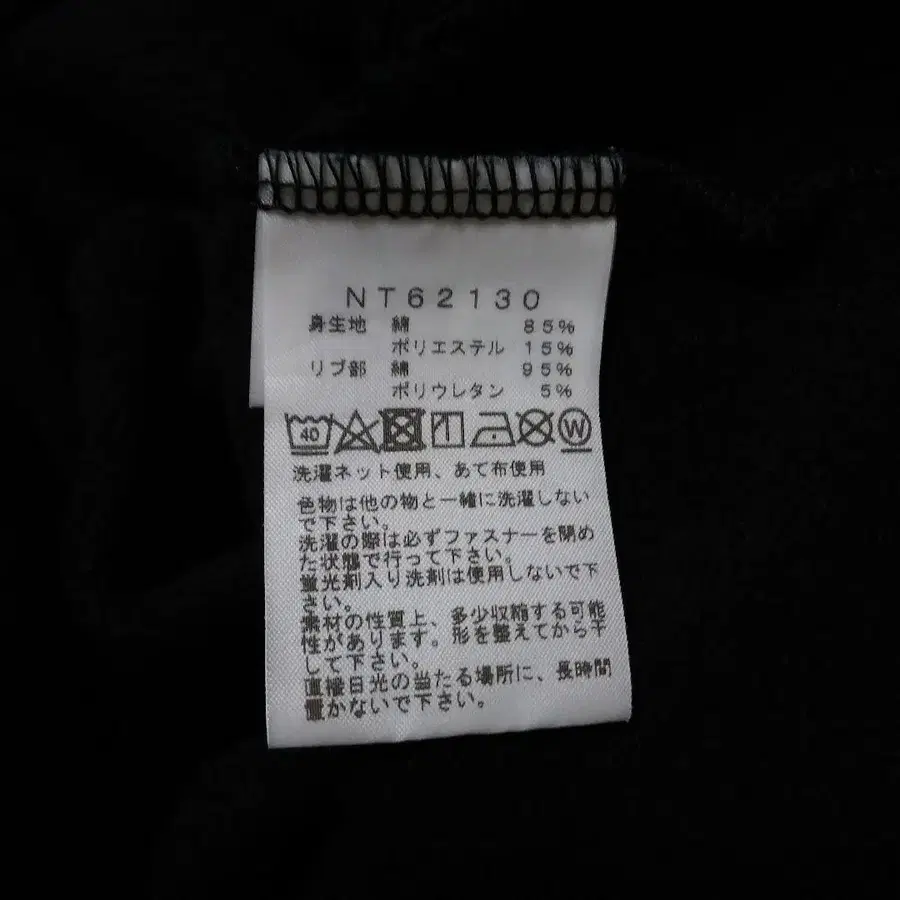 NT62130
身生地 綿 85%
ポリエステル 15%
リブ部 綿 95%
ポリウレタン 5%
40 W
洗濯ネット使用、あて布使用
色物は他の物と一緒に洗濯しない
で下さい。
洗濯の際は必ずファスナーを閉め
た状態で行って下さい。
蛍光剤入り洗剤は使用しないで下
さい。
素材の性質上、多少収縮する可能
性があります。形を整えてから干
して下さい。
直接日光の当たる場所に、長時間
置かないで下さい。